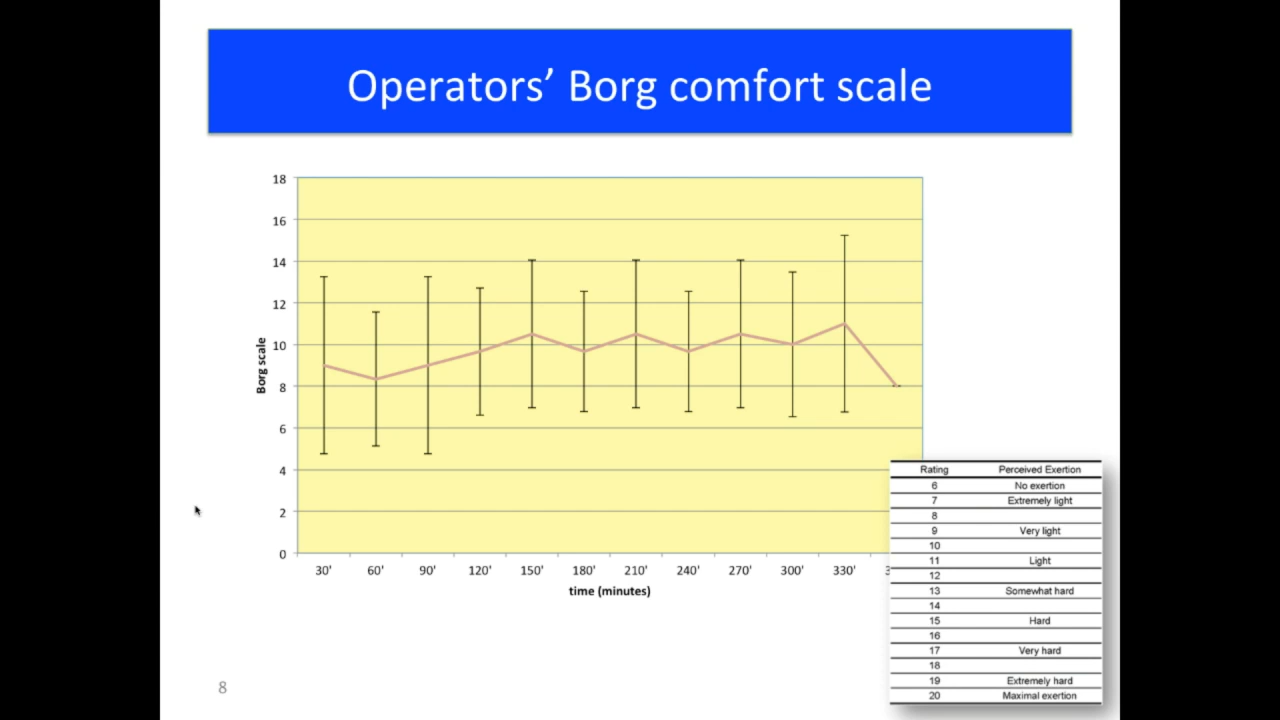 Operators’ Borg comfort scale
18
16
14
12
10
8
6
4
2
0
Borg scale
30' 60' 90' 120' 150' 180' 210' 240' 270' 300' 330'
time (minutes)
Rating Perceived Exertion
6 No exertion
7 Extremely light
8
9 Very light
10
11 Light
12
13 Somewhat hard
14
15 Hard
16
17 Very hard
18
19 Extremely hard
20 Maximal exertion
8